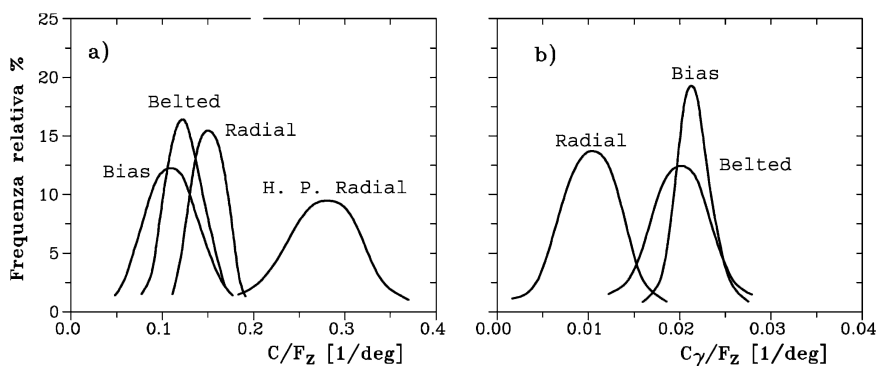 Frequenza relativa %
25
20
15
10
5
0
a)
Belted
Radial
Bias
H. P. Radial
0.0
0.1
0.2
0.3
0.4
C/Fz [1/deg]
b)
Bias
Radial
Belted
0.00
0.01
0.02
0.03
0.04
Cγ/Fz [1/deg]